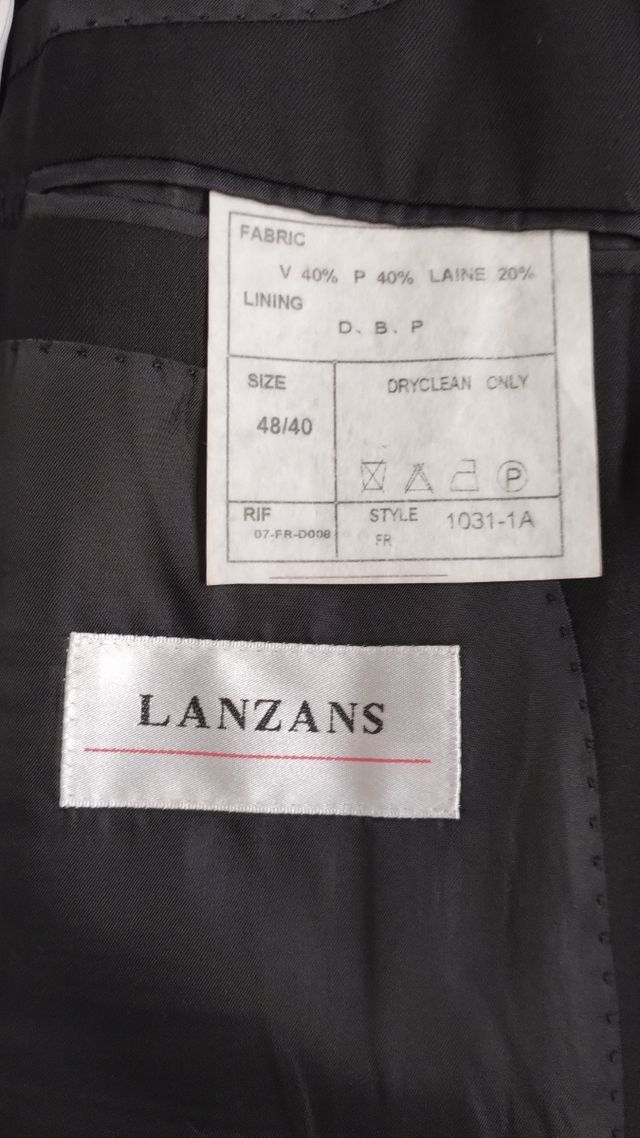 FABRIC
V 40% P 40% LAINE 20%
LINING
D. B. P
SIZE
48/40
DRYCLEAN ONLY
P
RIF
07-FR-D008
STYLE 1031-1A
FR
LANZANS